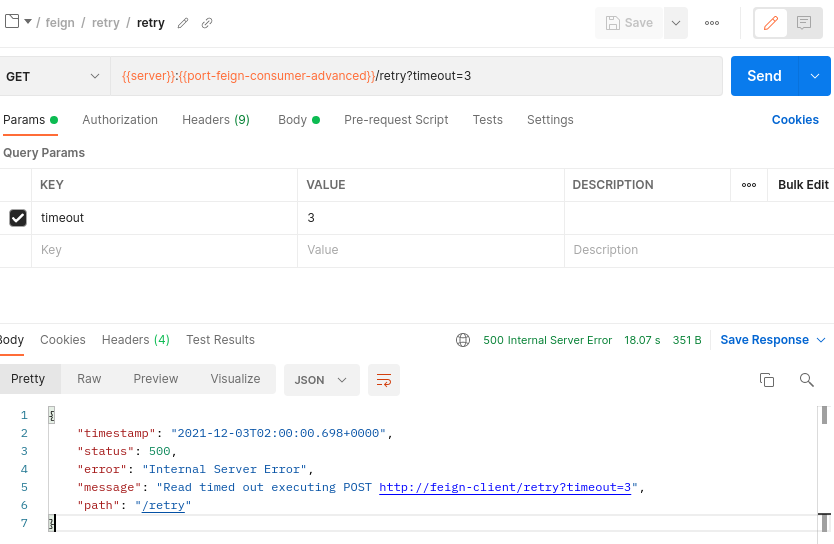 / feign / retry / retry
Save
GET {{server}}:{{port-feign-consumer-advanced}}/retry?timeout=3 Send
Params Authorization Headers (9) Body Pre-request Script Tests Settings Cookies
Query Params
KEY VALUE DESCRIPTION Bulk Edit
timeout 3
Key Value Description
Body Cookies Headers (4) Test Results 500 Internal Server Error 18.07 s 351 B Save Response
Pretty Raw Preview Visualize JSON
1 {
2 "timestamp": "2021-12-03T02:00:00.698+0000",
3 "status": 500,
4 "error": "Internal Server Error",
5 "message": "Read timed out executing POST http://feign-client/retry?timeout=3",
6 "path": "/retry"
7 }